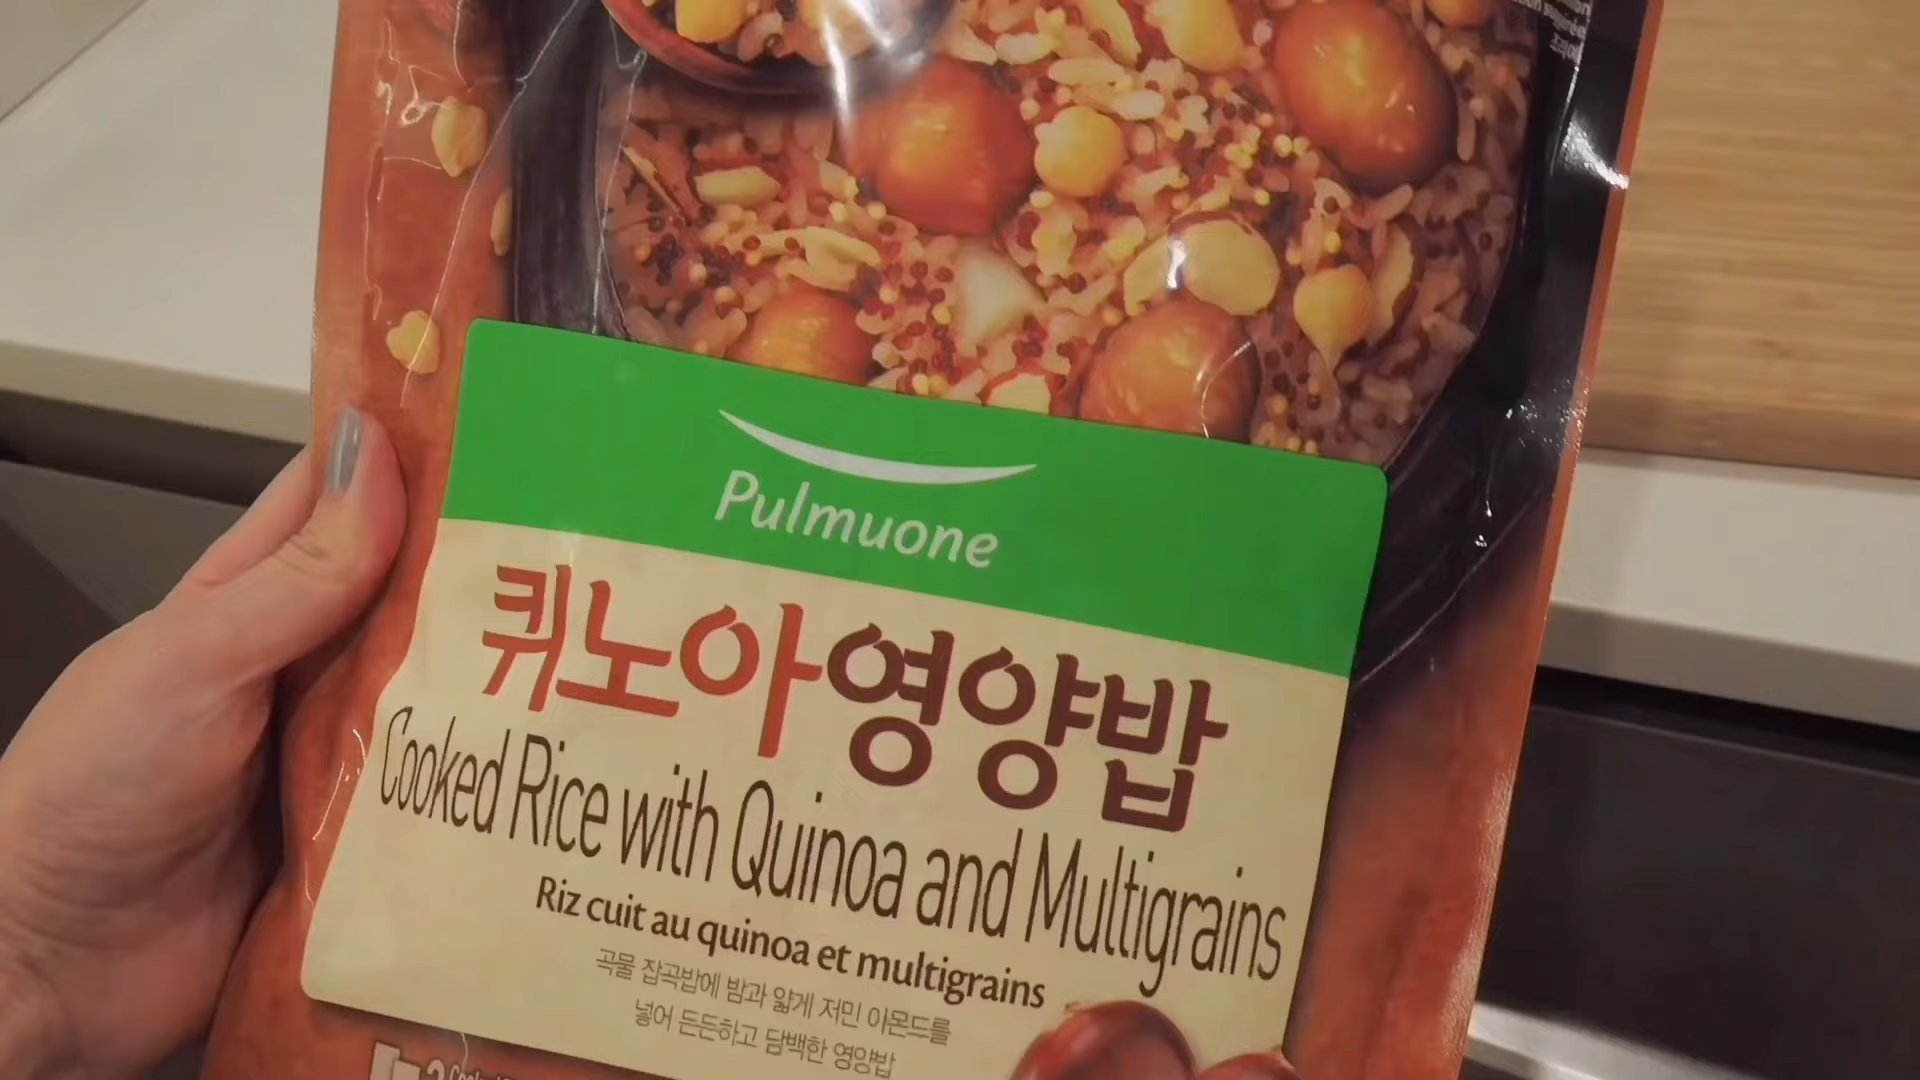 Pulmuone
퀴노아영양밥
Cooked Rice with Quinoa and Multigrains
Riz cuit au quinoa et multigrains
곡물 잡곡밥에 밤과 얇게 저민 아몬드를
넣어 든든하고 담백한 영양밥